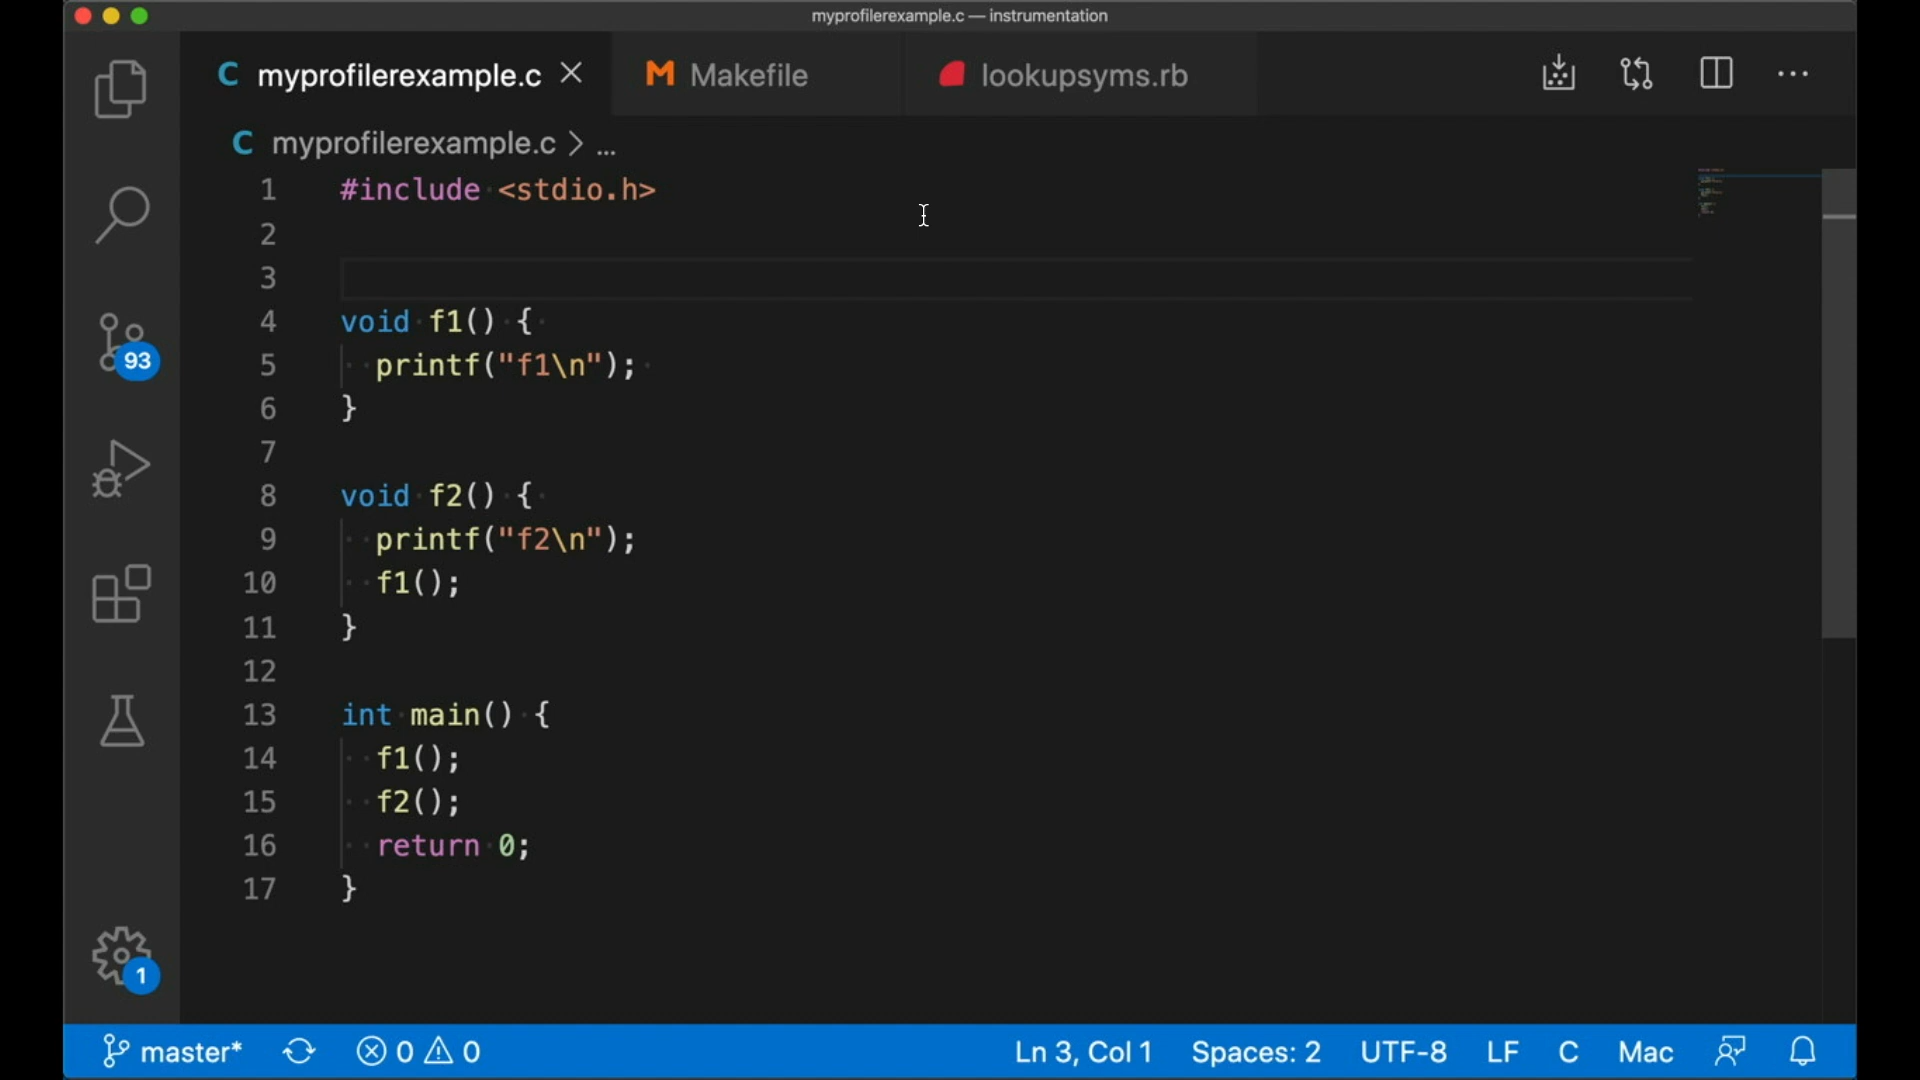 myprofilerexample.c — instrumentation
C myprofilerexample.c
M Makefile
lookupsyms.rb
C myprofilerexample.c > ...
1 #include <stdio.h>
2
3
4 void f1() {
5 printf("f1\n");
6 }
7
8 void f2() {
9 printf("f2\n");
10 f1();
11 }
12
13 int main() {
14 f1();
15 f2();
16 return 0;
17 }
93
1
master* 0 0 Ln 3, Col 1 Spaces: 2 UTF-8 LF C Mac